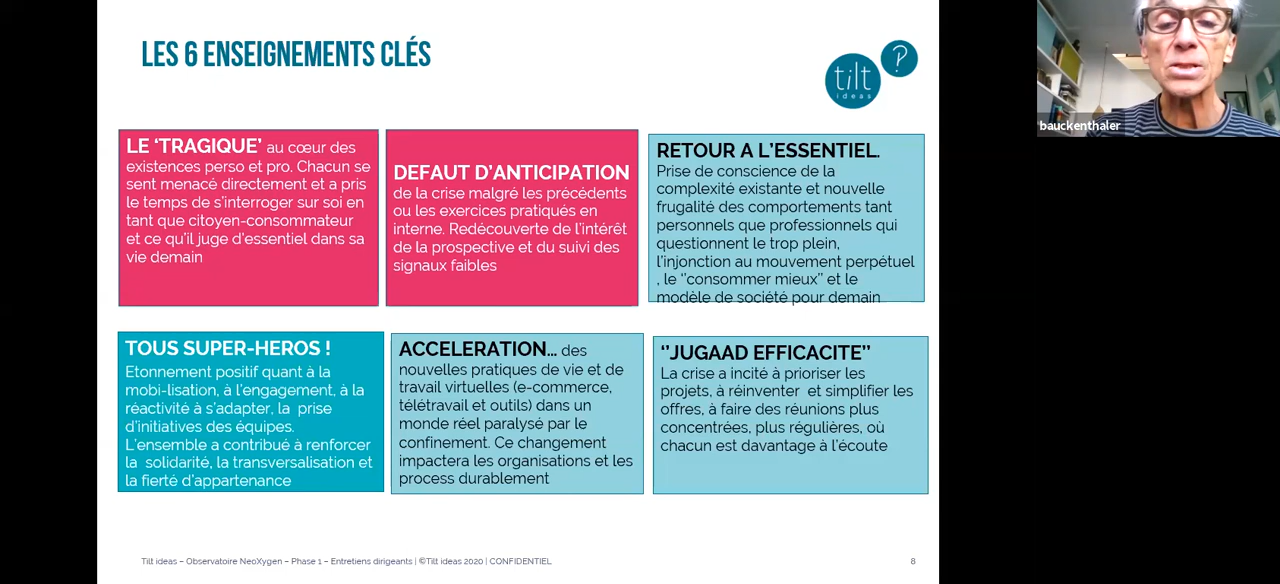 LES 6 ENSEIGNEMENTS CLÉS
tilt
ideas
?
bauckenthaler
LE ‘TRAGIQUE’ au cœur des
existences perso et pro. Chacun se
sent menacé directement et a pris
le temps de s’interroger sur soi en
tant que citoyen-consommateur
et ce qu’il juge d’essentiel dans sa
vie demain
DEFAUT D’ANTICIPATION
de la crise malgré les précédents
ou les exercices pratiqués en
interne. Redécouverte de l’intérêt
de la prospective et du suivi des
signaux faibles
RETOUR A L’ESSENTIEL.
Prise de conscience de la
complexité existante et nouvelle
frugalité des comportements tant
personnels que professionnels qui
questionnent le trop plein,
l’injonction au mouvement perpétuel
, le ‘’consommer mieux’’ et le
modèle de société pour demain
TOUS SUPER-HEROS !
Etonnement positif quant à la
mobi-lisation, à l’engagement, à la
réactivité à s’adapter, la prise
d’initiatives des équipes.
L’ensemble a contribué à renforcer
la solidarité, la transversalisation et
la fierté d’appartenance
ACCELERATION… des
nouvelles pratiques de vie et de
travail virtuelles (e-commerce,
télétravail et outils) dans un
monde réel paralysé par le
confinement. Ce changement
impactera les organisations et les
process durablement
‘’JUGAAD EFFICACITE’’
La crise a incité à prioriser les
projets, à réinventer et simplifier les
offres, à faire des réunions plus
concentrées, plus régulières, où
chacun est davantage à l’écoute
Tilt ideas – Observatoire NeoXygen – Phase 1 – Entretiens dirigeants | ©Tilt ideas 2020 | CONFIDENTIEL
8